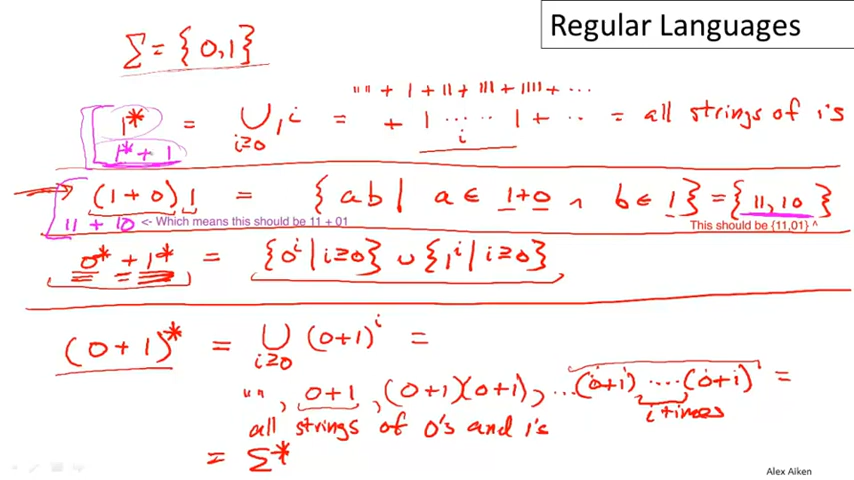 Regular Languages
Σ = {0,1}
"" + 1 + 11 + 111 + 1111 + ...
1* = ∪ i≥0 1^i = + 1 ..... 1 + .. = all strings of 1's
i
1* + 1
(1+0)1 = {ab | a ∈ 1+0 ∧ b ∈ 1} = {11, 10}
11 + 10 <- Which means this should be 11 + 01
This should be {11,01} ^
0* + 1* = {0^i | i≥0} ∪ {1^i | i≥0}
(0+1)* = ∪ i≥0 (0+1)^i =
"", 0+1, (0+1)(0+1), ...(0+1) .... (0+1) =
i times
all strings of 0's and 1's
= Σ*
Alex Aiken